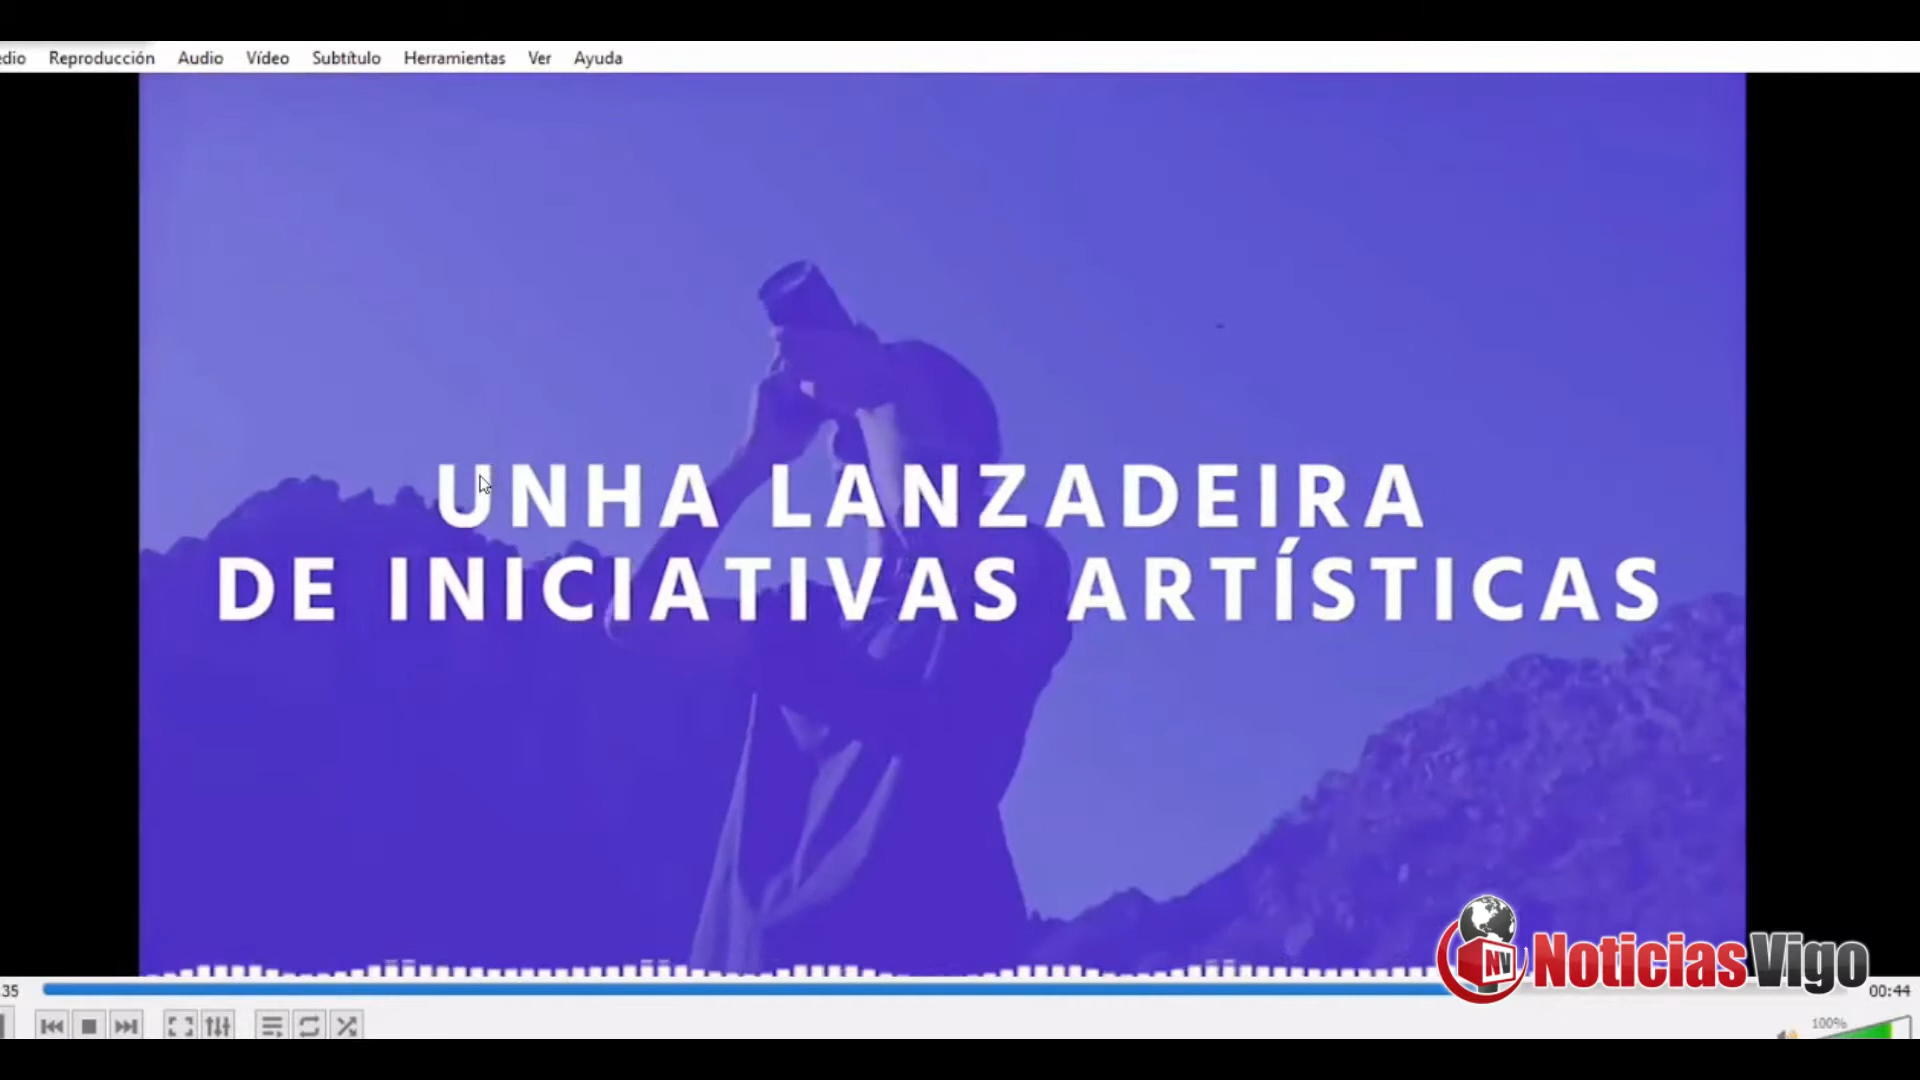 edio Reproducción Audio Vídeo Subtítulo Herramientas Ver Ayuda
UNHA LANZADEIRA
DE INICIATIVAS ARTÍSTICAS
NV NoticiasVigo
:35 00:44
100%